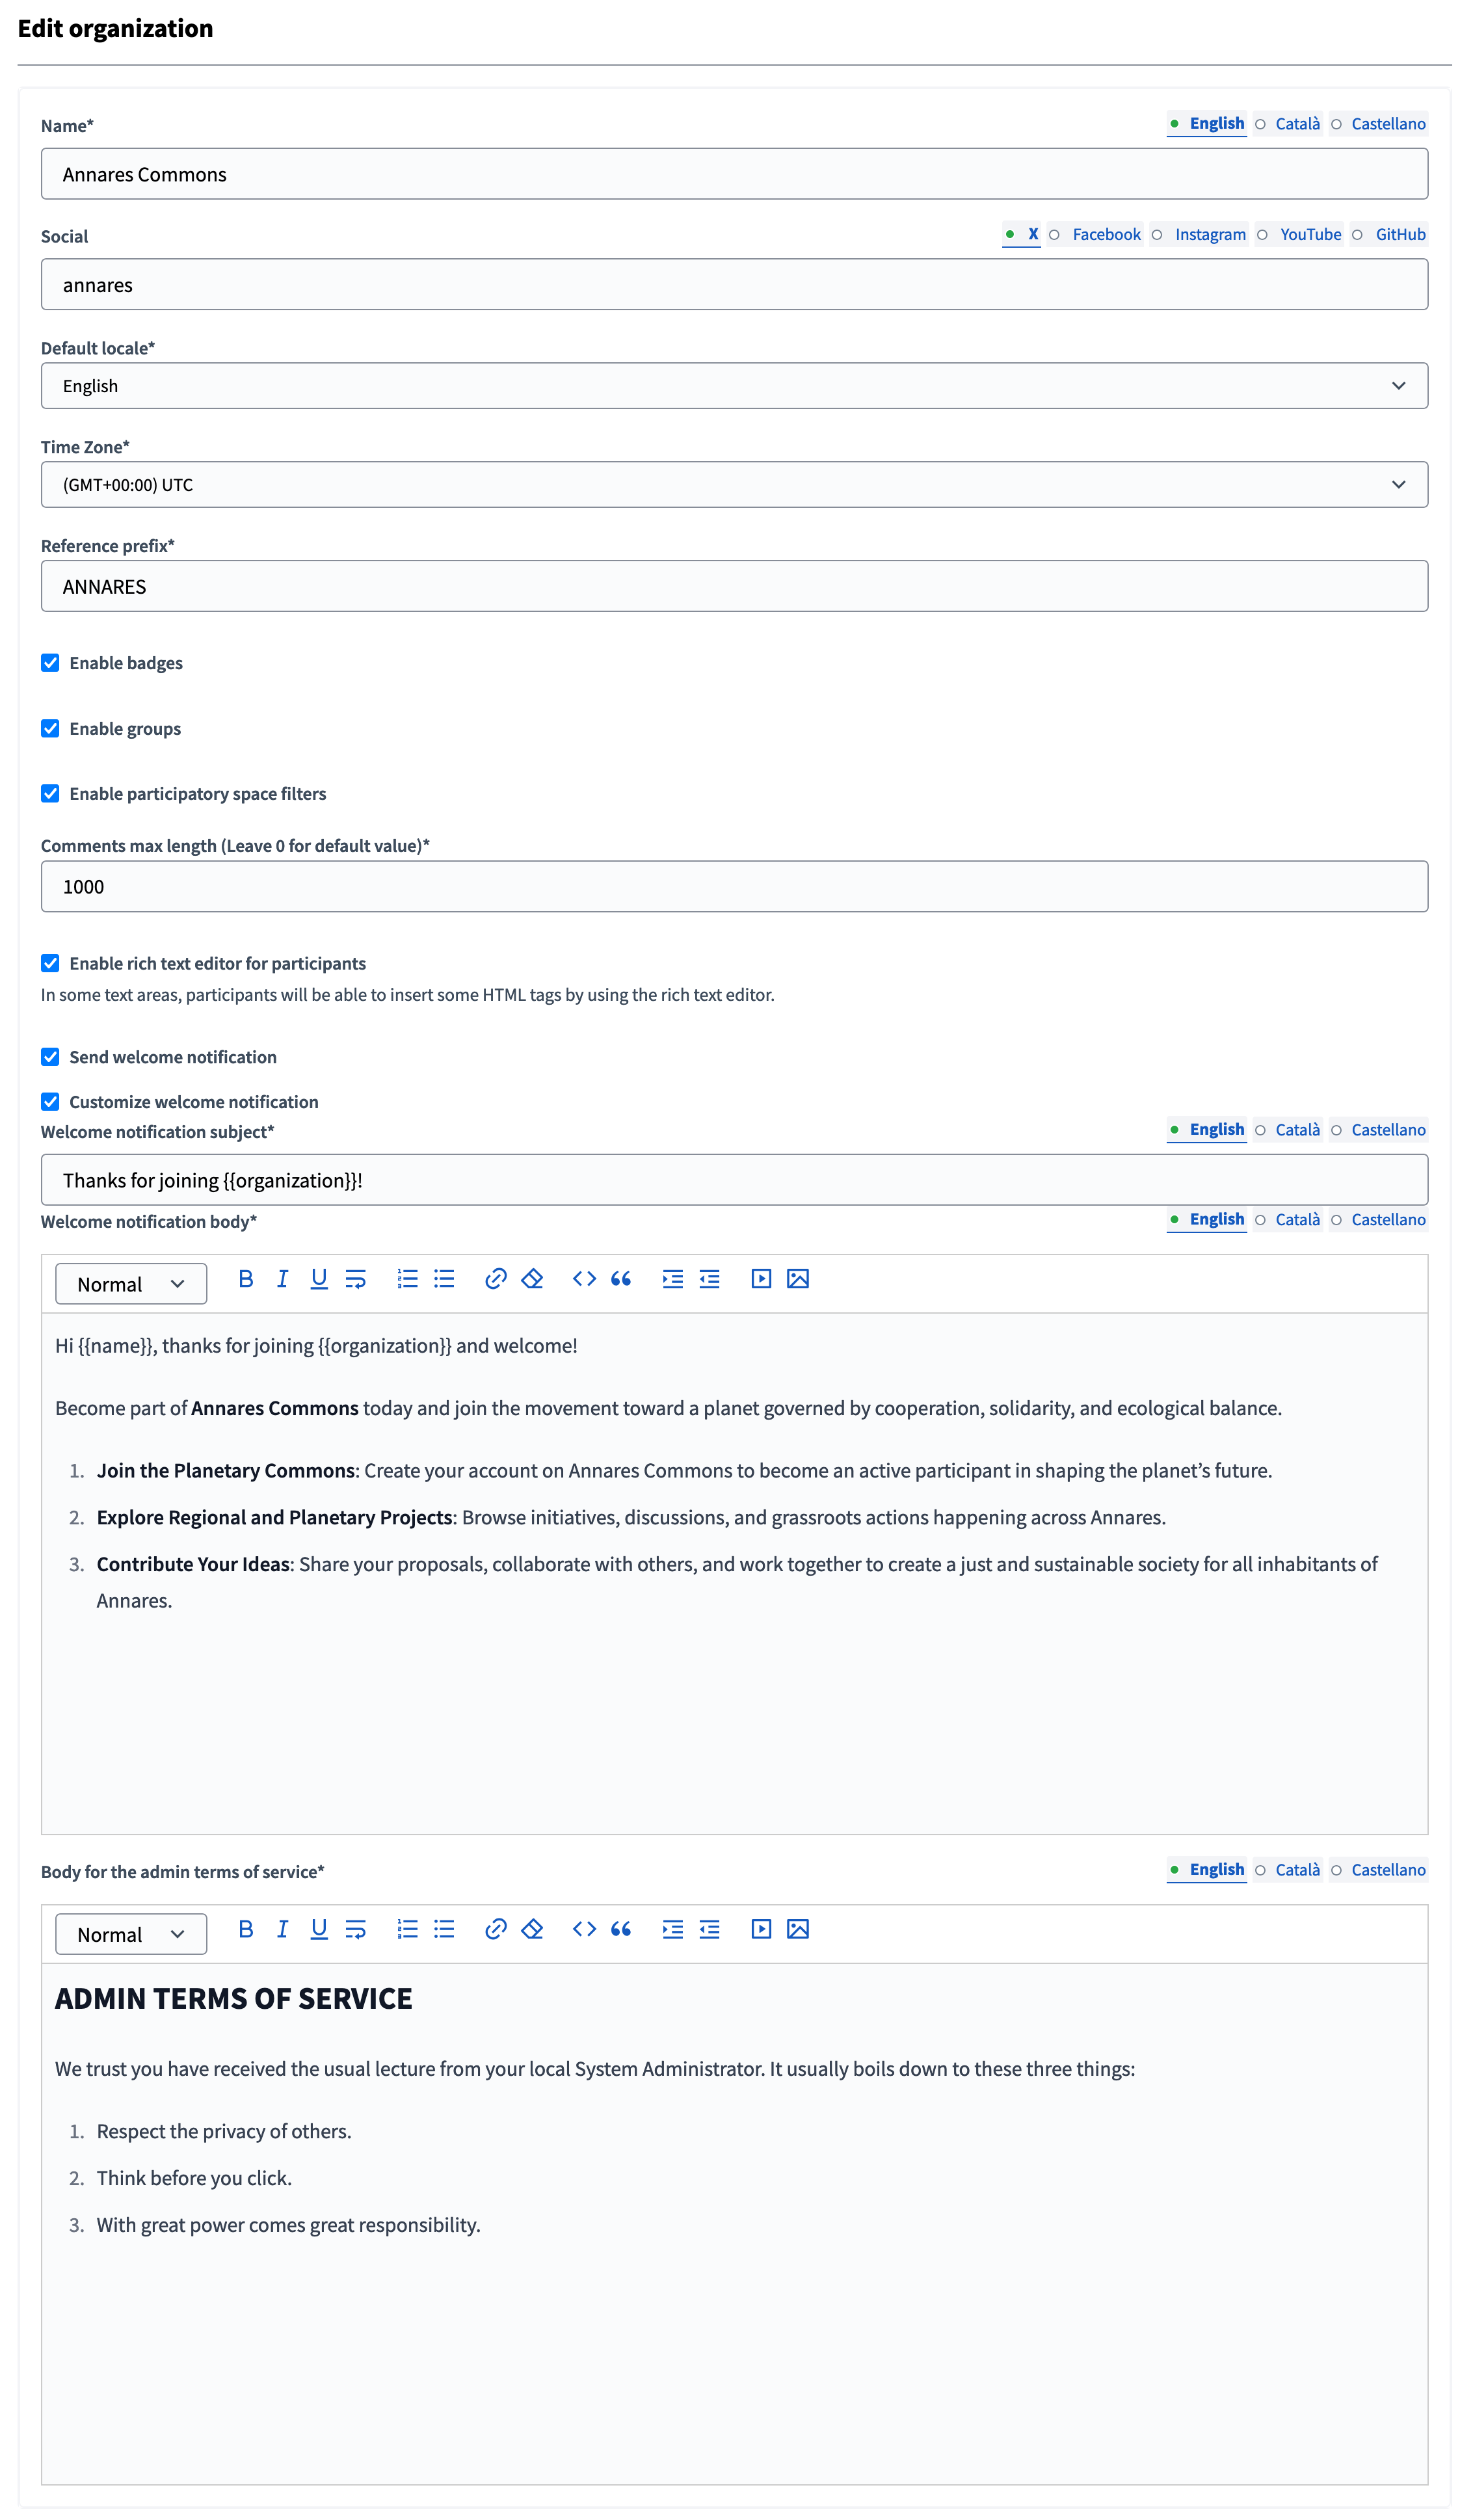 Edit organization
Name*
English Català Castellano
Annares Commons
Social
X Facebook Instagram YouTube GitHub
annares
Default locale*
English
Time Zone*
(GMT+00:00) UTC
Reference prefix*
ANNARES
Enable badges
Enable groups
Enable participatory space filters
Comments max length (Leave 0 for default value)*
1000
Enable rich text editor for participants
In some text areas, participants will be able to insert some HTML tags by using the rich text editor.
Send welcome notification
Customize welcome notification
Welcome notification subject*
English Català Castellano
Thanks for joining {{organization}}!
Welcome notification body*
English Català Castellano
Normal
Hi {{name}}, thanks for joining {{organization}} and welcome!
Become part of Annares Commons today and join the movement toward a planet governed by cooperation, solidarity, and ecological balance.
1. Join the Planetary Commons: Create your account on Annares Commons to become an active participant in shaping the planet’s future.
2. Explore Regional and Planetary Projects: Browse initiatives, discussions, and grassroots actions happening across Annares.
3. Contribute Your Ideas: Share your proposals, collaborate with others, and work together to create a just and sustainable society for all inhabitants of
Annares.
Body for the admin terms of service*
English Català Castellano
Normal
ADMIN TERMS OF SERVICE
We trust you have received the usual lecture from your local System Administrator. It usually boils down to these three things:
1. Respect the privacy of others.
2. Think before you click.
3. With great power comes great responsibility.